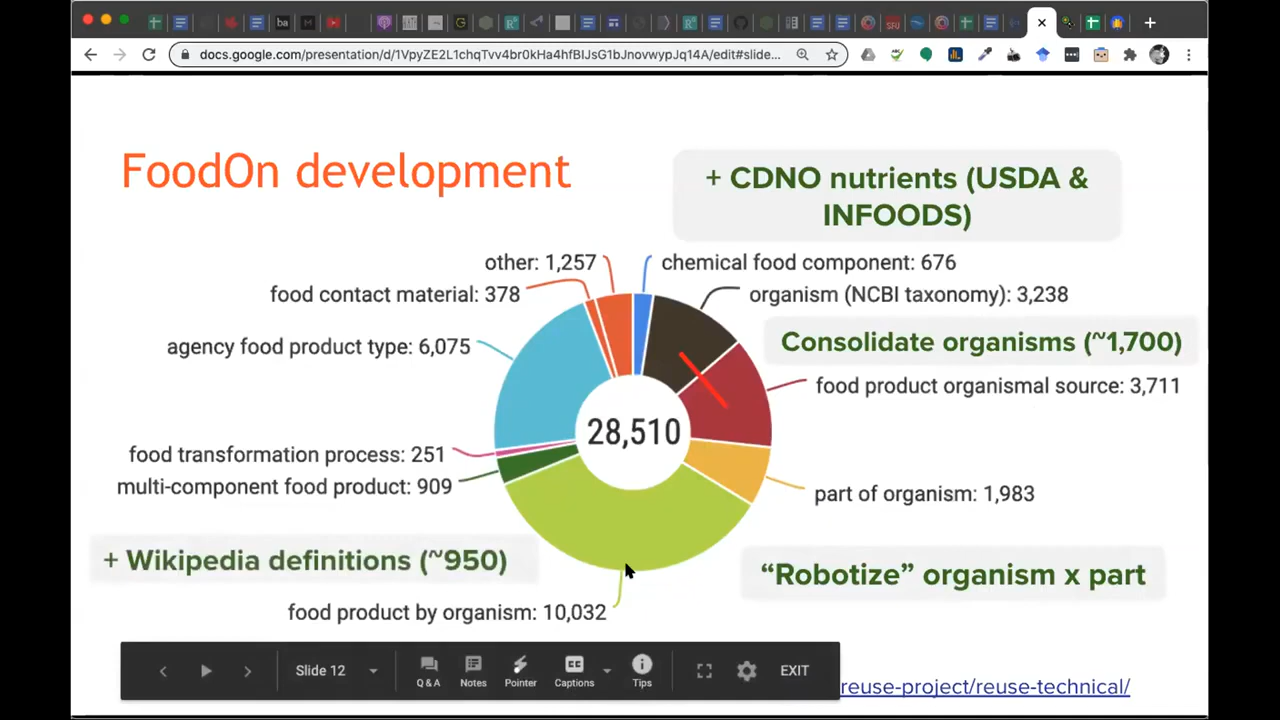 docs.google.com/presentation/d/1VpyZE2L1chqTvv4br0kHa4hfBIJsG1bJnovwypJq14A/edit#slide...
FoodOn development
+ CDNO nutrients (USDA &
INFOODS)
other: 1,257
chemical food component: 676
food contact material: 378
organism (NCBI taxonomy): 3,238
agency food product type: 6,075
Consolidate organisms (~1,700)
food product organismal source: 3,711
28,510
food transformation process: 251
multi-component food product: 909
part of organism: 1,983
+ Wikipedia definitions (~950)
"Robotize" organism x part
food product by organism: 10,032
Slide 12
Q & A
Notes
Pointer
CC
Captions
Tips
EXIT
reuse-project/reuse-technical/